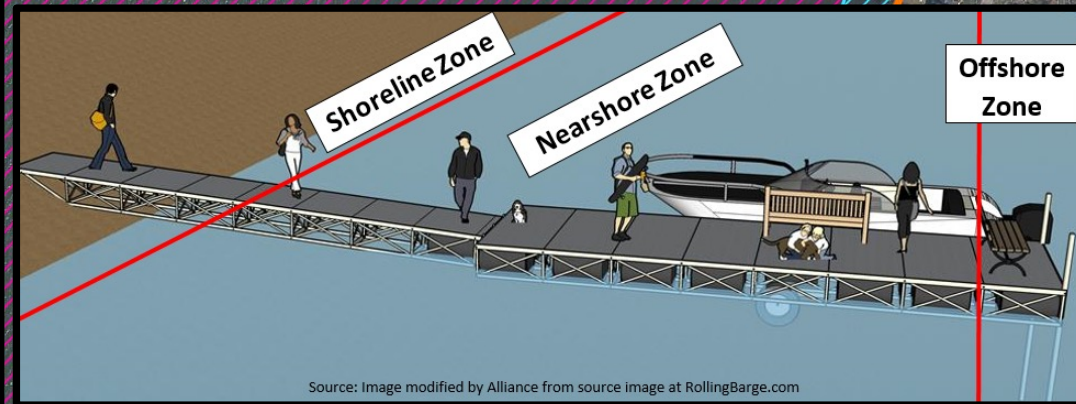 Shoreline Zone
Nearshore Zone
Offshore
Zone
Source: Image modified by Alliance from source image at RollingBarge.com